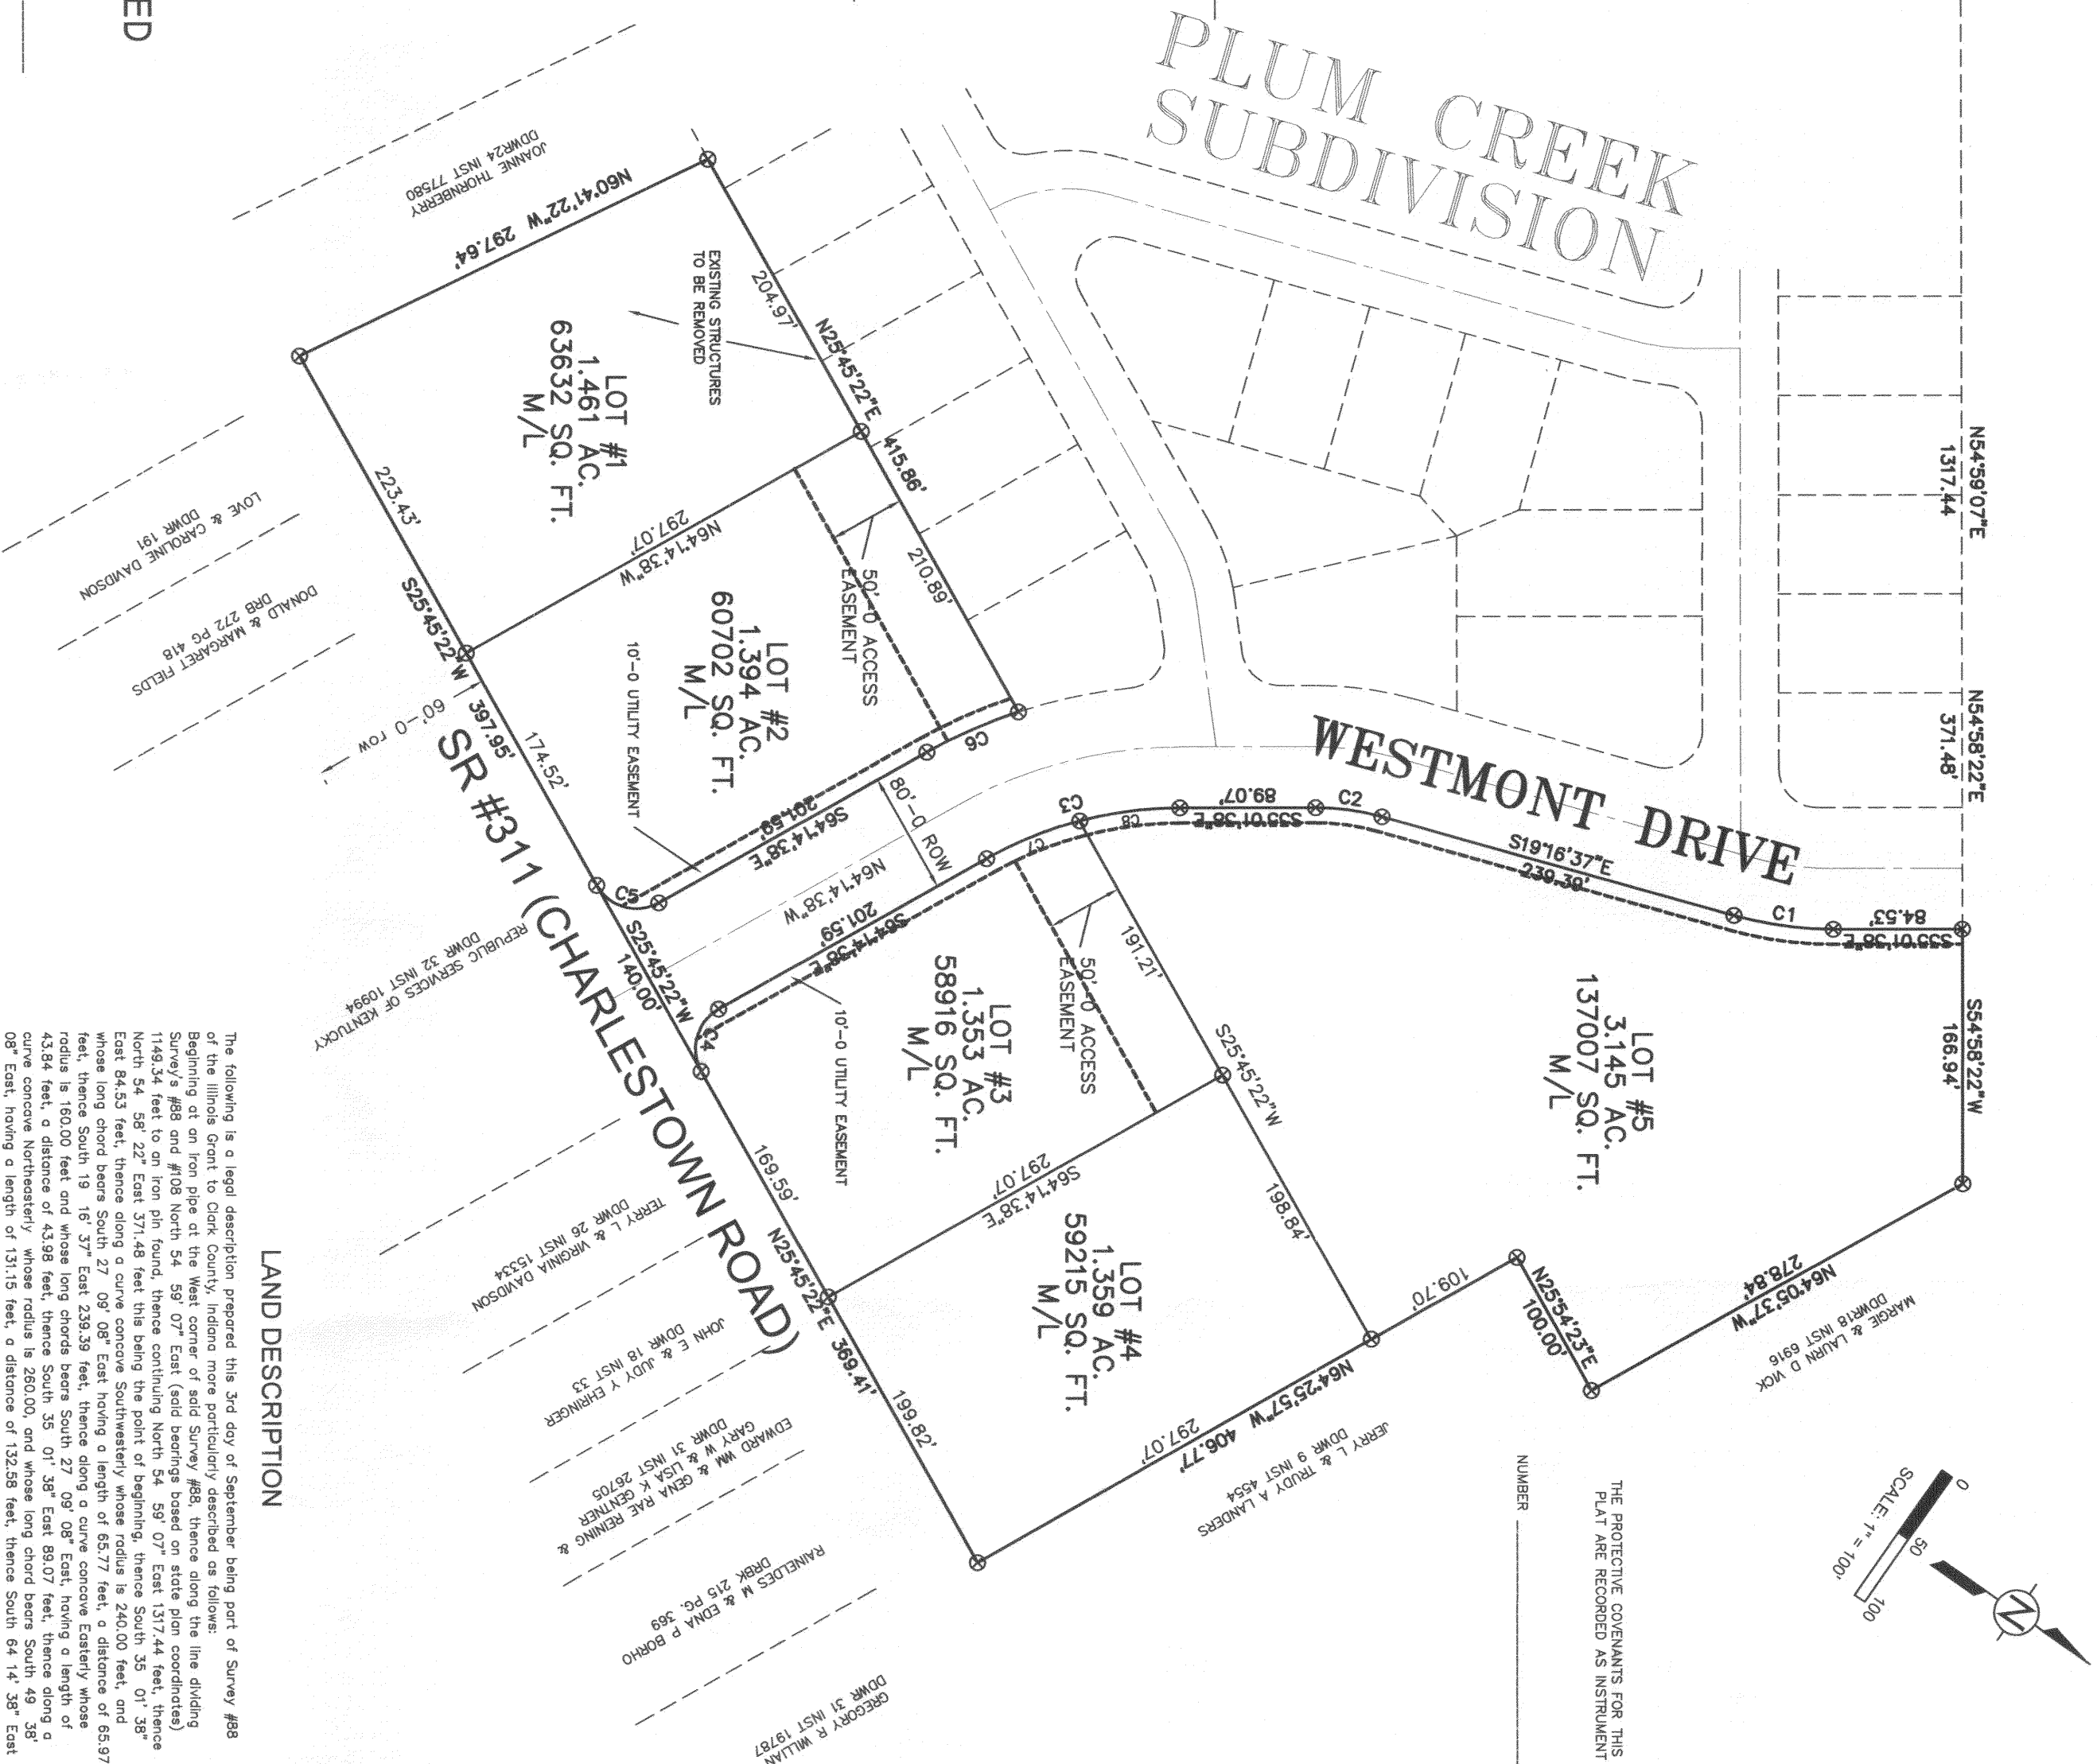 ED
PLUM CREEK
SUBDIVISION
N54°59'07"E
1317.44
N54°58'22"E
371.48'
JOANNE THORNBERRY
DDWR24 INST 77580
N60°41'22"W 297.64'
EXISTING STRUCTURES
TO BE REMOVED
204.97'
N25°45'22"E 415.86'
210.89'
LOT #1
1.461 AC.
63632 SQ. FT.
M/L
223.43'
S25°45'22"W 397.95'
174.52'
N64°14'38"W
297.07'
50'-0 ACCESS
EASEMENT
LOT #2
1.394 AC.
60702 SQ. FT.
M/L
10'-0 UTILITY EASEMENT
LOVE & CAROLINE DAVIDSON
DDWR 191
DONALD & MARGARET FIELDS
DRB 272 PG 418
60'-0 row
SR #311 (CHARLESTOWN ROAD)
C6
201.59'
S64°14'38"E
C5
80'-0 ROW
N64°14'38"W
S25°45'22"W
140.00'
201.59'
S64°14'38"E
C4
C7
C3
C8
89.07'
S35°01'38"E
C2
WESTMONT DRIVE
S19°16'37"E
239.39'
C1
84.53'
S35°01'38"E
S54°58'22"W
166.94'
REPUBLIC SERVICES OF KENTUCKY
DDWR 32 INST 10994
LOT #3
1.353 AC.
58916 SQ. FT.
M/L
10'-0 UTILITY EASEMENT
50'-0 ACCESS
EASEMENT
191.21'
S25°45'22"W
198.84'
LOT #5
3.145 AC.
137007 SQ. FT.
M/L
169.59'
N25°45'22"E 369.41'
199.82'
S64°14'38"E
297.07'
LOT #4
1.359 AC.
59215 SQ. FT.
M/L
109.70'
N25°54'23"E
100.00'
N64°05'37"W
278.84'
MARGIE & LAURN D VICK
DDWR18 INST 6916
N64°25'57"W 406.77'
297.07'
JERRY L & TRUDY A LANDERS
DDWR 9 INST 4554
TERRY L & VIRGINIA DAVIDSON
DDWR 26 INST 15334
JOHN E & JUDY Y EHRINGER
DDWR 18 INST 33
EDWARD WM & GENA RAE REINING &
GARY W & LISA K GENTNER
DDWR 31 INST 26705
RAINELDES M & EDNA P BORHO
DRBK 215 PG. 369
GREGORY R
DDWR 31 INST 19787
NUMBER
THE PROTECTIVE COVENANTS FOR THIS
PLAT ARE RECORDED AS INSTRUMENT
0 50 100
SCALE: 1" = 100'
N
LAND DESCRIPTION
The following is a legal description prepared this 3rd day of September being part of Survey #88
of the Illinois Grant to Clark County, Indiana more particularly described as follows:
Beginning at an iron pipe at the West corner of said Survey #88, thence along the line dividing
Survey's #88 and #108 North 54 59' 07" East (said bearings based on state plan coordinates)
1149.34 feet to an iron pin found, thence continuing North 54 59' 07" East 1317.44 feet, thence
North 54 58' 22" East 371.48 feet this being the point of beginning, thence South 35 01' 38"
East 84.53 feet, thence along a curve concave Southwesterly whose radius is 240.00 feet, and
whose long chord bears South 27 09' 08" East having a length of 65.77 feet, a distance of 65.97
feet, thence South 19 16' 37" East 239.39 feet, thence along a curve concave Easterly whose
radius is 160.00 feet and whose long chords bears South 27 09' 08" East, having a length of
43.84 feet, a distance of 43.98 feet, thence South 35 01' 38" East 89.07 feet, thence along a
curve concave Northeasterly whose radius is 260.00, and whose long chord bears South 49 38'
08" East, having a length of 131.15 feet, a distance of 132.58 feet, thence South 64 14' 38" East